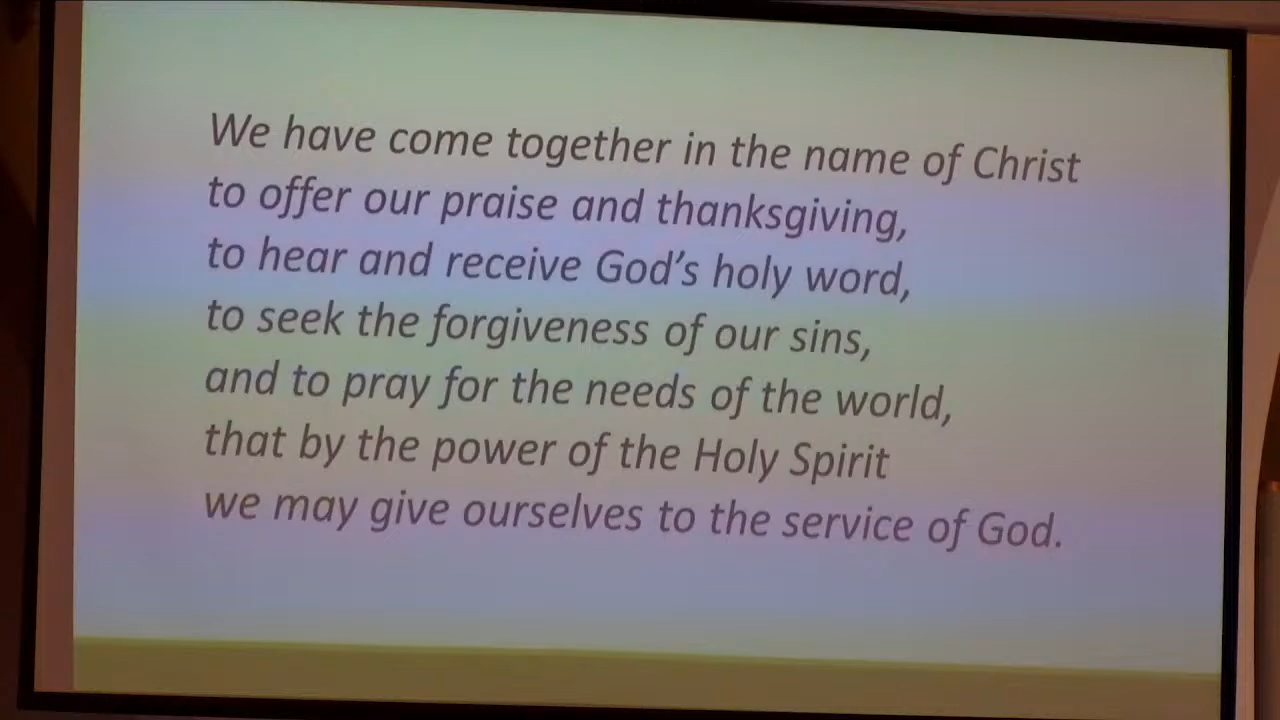 We have come together in the name of Christ
to offer our praise and thanksgiving,
to hear and receive God’s holy word,
to seek the forgiveness of our sins,
and to pray for the needs of the world,
that by the power of the Holy Spirit
we may give ourselves to the service of God.